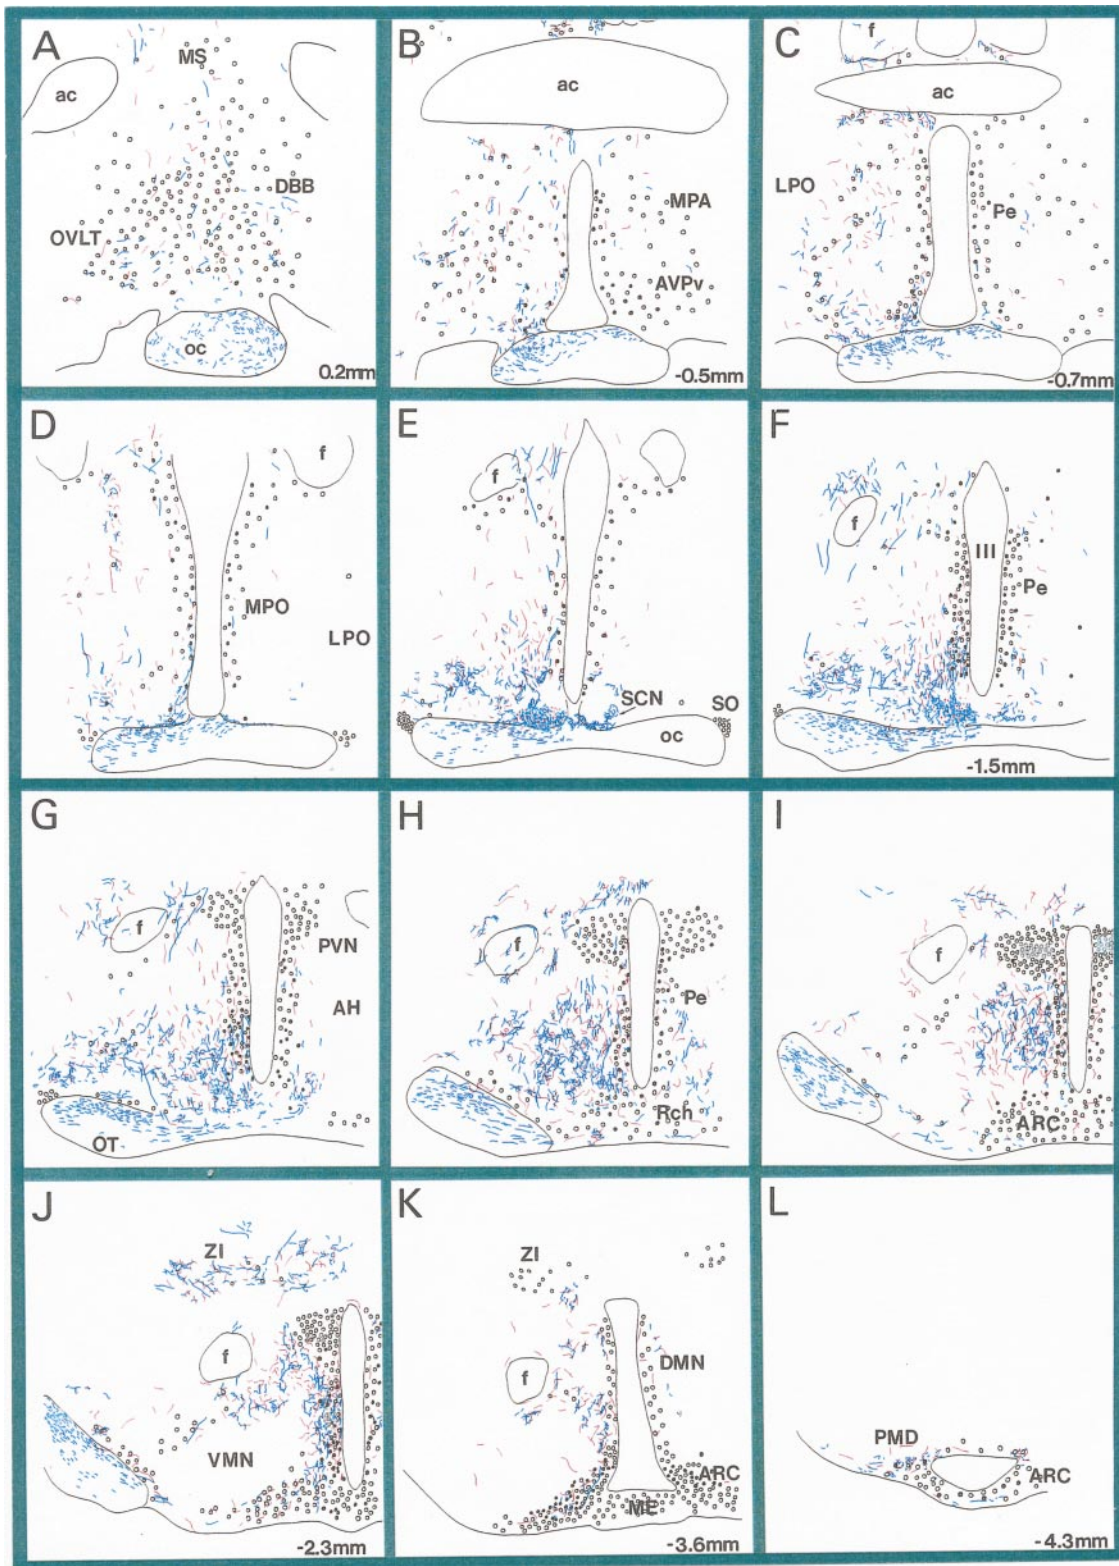 A
MS
ac
DBB
OVLT
oc
0.2mm
B
ac
MPA
AVPv
-0.5mm
C
f
ac
LPO
Pe
-0.7mm
D
f
MPO
LPO
E
f
SCN
SO
oc
F
f
III
Pe
-1.5mm
G
f
PVN
AH
OT
H
f
Pe
Rch
I
f
ARC
J
ZI
f
VMN
-2.3mm
K
ZI
f
DMN
ARC
ME
-3.6mm
L
PMD
ARC
-4.3mm